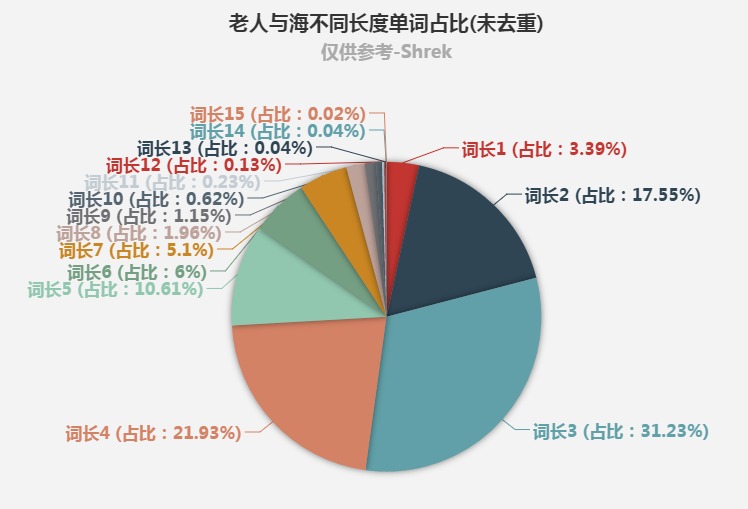 老人与海不同长度单词占比(未去重)
仅供参考-Shrek
词长15 (占比：0.02%)
词长14 (占比：0.04%)
词长13 (占比：0.04%)
词长12 (占比：0.13%)
词长11 (占比：0.23%)
词长10 (占比：0.62%)
词长9 (占比：1.15%)
词长8 (占比：1.96%)
词长7 (占比：5.1%)
词长6 (占比：6%)
词长5 (占比：10.61%)
词长4 (占比：21.93%)
词长1 (占比：3.39%)
词长2 (占比：17.55%)
词长3 (占比：31.23%)